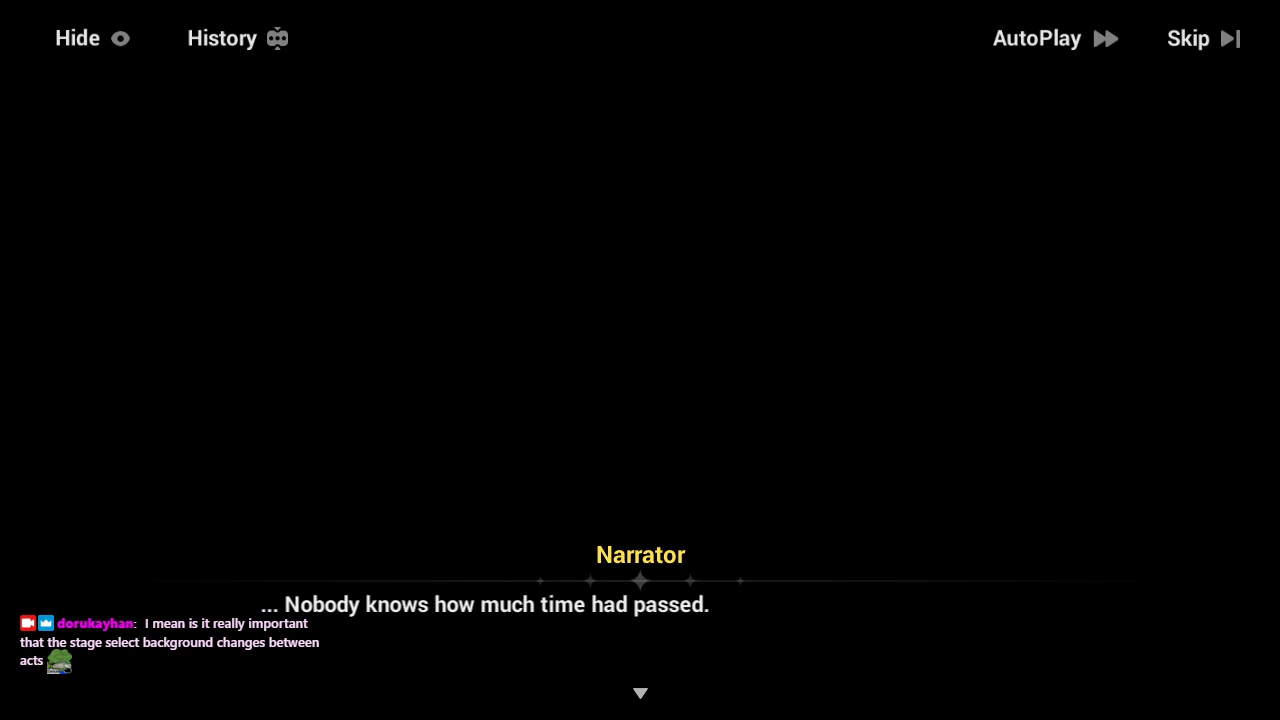 Hide
History
AutoPlay
Skip
Narrator
... Nobody knows how much time had passed.
dorukayhan: I mean is it really important
that the stage select background changes between
acts